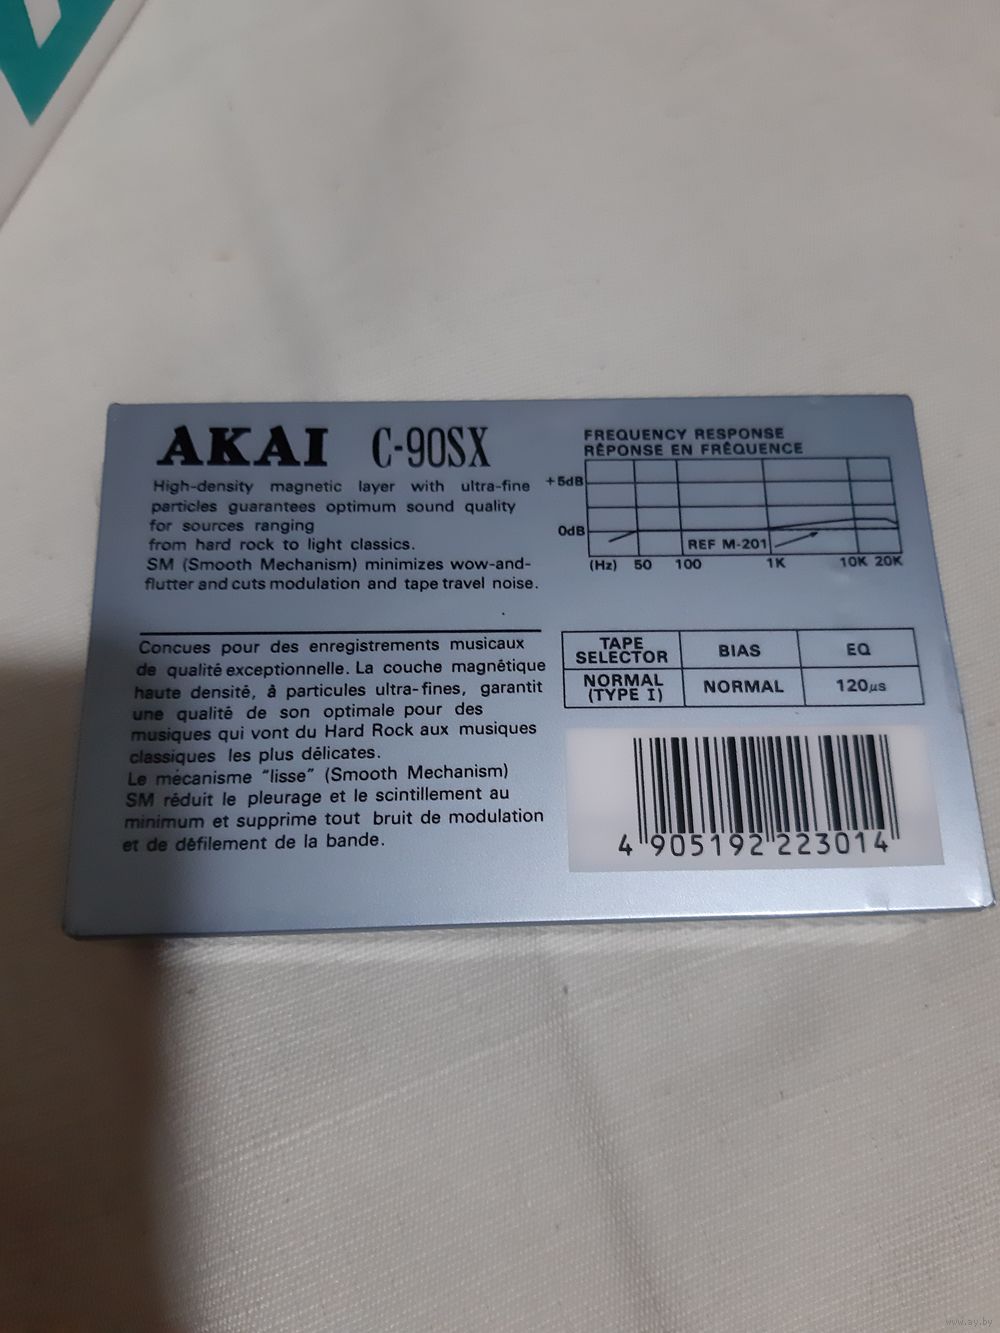 AKAI C-90SX
High-density magnetic layer with ultra-fine
particles guarantees optimum sound quality
for sources ranging
from hard rock to light classics.
SM (Smooth Mechanism) minimizes wow-and-
flutter and cuts modulation and tape travel noise.
Concues pour des enregistrements musicaux
de qualité exceptionnelle. La couche magnétique
haute densité, à particules ultra-fines, garantit
une qualité de son optimale pour des
musiques qui vont du Hard Rock aux musiques
classiques les plus délicates.
Le mécanisme "lisse" (Smooth Mechanism)
SM réduit le pleurage et le scintillement au
minimum et supprime tout bruit de modulation
et de défilement de la bande.
FREQUENCY RESPONSE
RÉPONSE EN FRÉQUENCE
+5dB
0dB
REF M-201
(Hz) 50 100 1K 10K 20K
TAPE SELECTOR BIAS EQ
NORMAL (TYPE I) NORMAL 120µs
4 905192 223014
www.ay.by